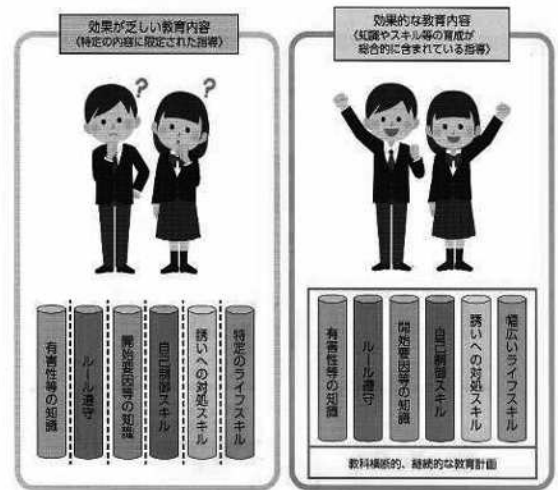 効果が乏しい教育内容
〈特定の内容に限定された指導〉
?
?
有害性等の知識
ルール遵守
開始要因等の知識
自己制御スキル
誘いへの対処スキル
特定のライフスキル
効果的な教育内容
〈知識やスキル等の育成が
総合的に含まれている指導〉
有害性等の知識
ルール遵守
開始要因等の知識
自己制御スキル
誘いへの対処スキル
幅広いライフスキル
教科横断的、継続的な教育計画